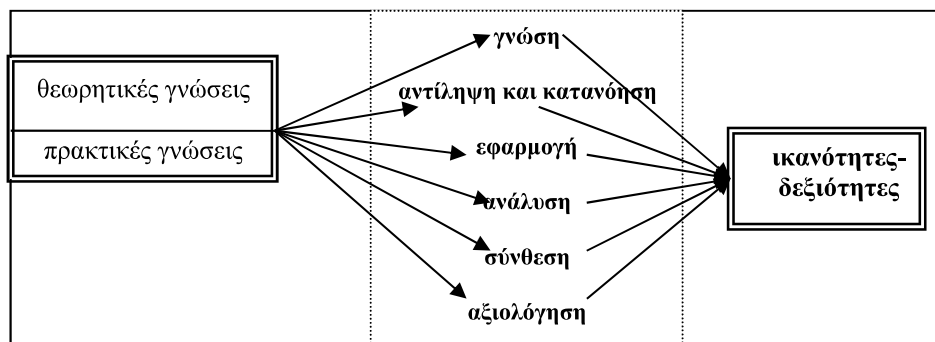 θεωρητικές γνώσεις
πρακτικές γνώσεις
γνώση
αντίληψη και κατανόηση
εφαρμογή
ανάλυση
σύνθεση
αξιολόγηση
ικανότητες-
δεξιότητες